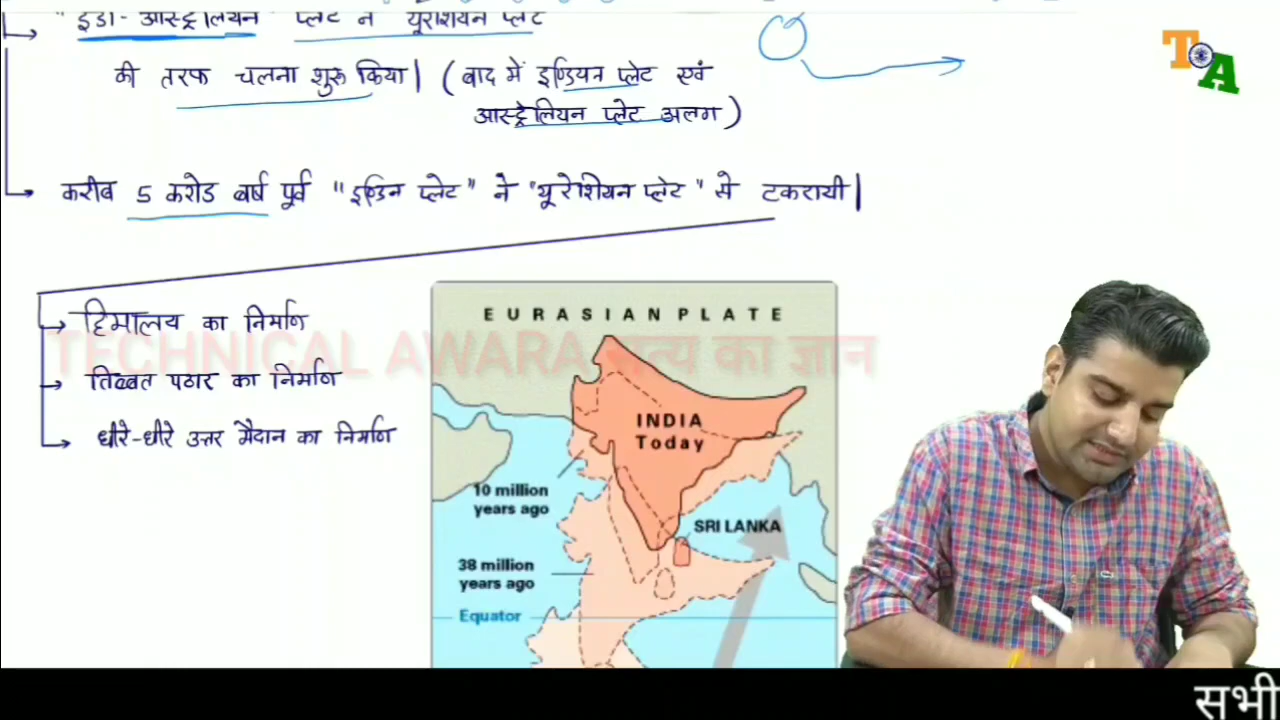 "इंडो-आस्ट्रेलियन" प्लेट ने यूरेशियन प्लेट
की तरफ चलना शुरू किया| (बाद में इण्डियन प्लेट एवं
आस्ट्रेलियन प्लेट अलग)
करीब 5 करोड वर्ष पूर्व "इण्डिन प्लेट" ने "यूरेशियन प्लेट" से टकरायी|
हिमालय का निर्माण
तिब्बत पठार का निर्माण
धीरे-धीरे उत्तर मैदान का निर्माण
TECHNICAL AWARA सत्य का ज्ञान
EURASIAN PLATE
INDIA
Today
10 million
years ago
SRI LANKA
38 million
years ago
Equator
TA
सभी